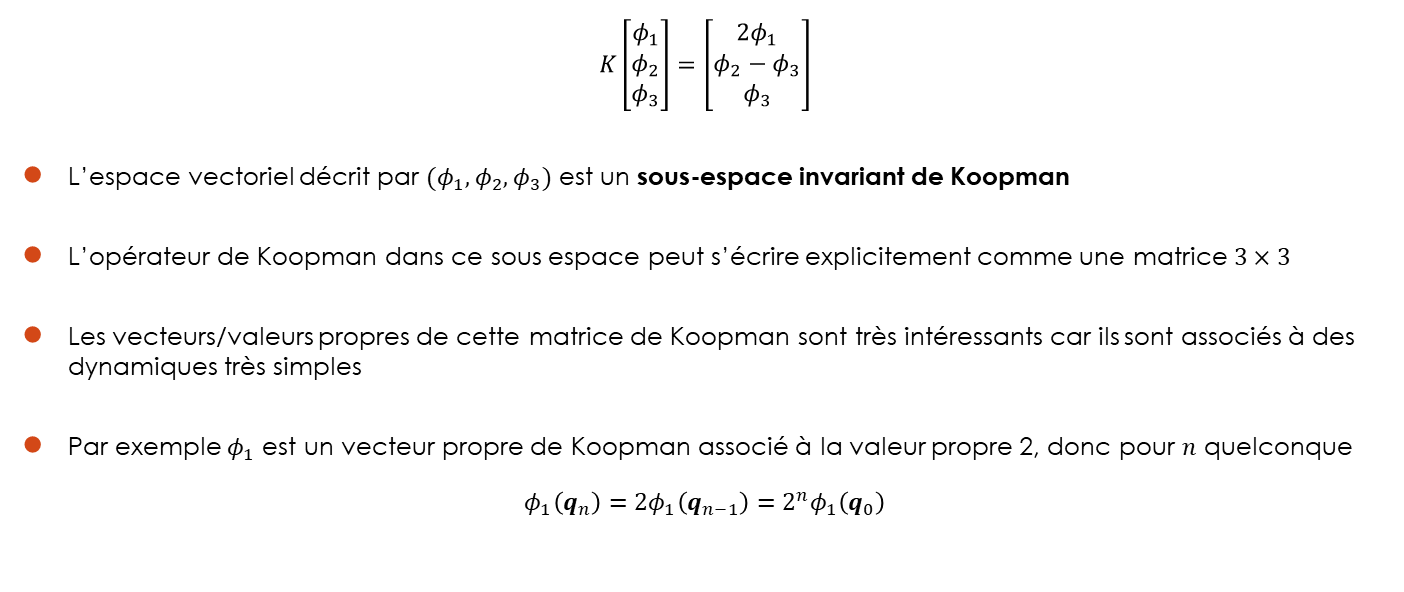 K [ϕ₁ ϕ₂ ϕ₃] = [2ϕ₁ ϕ₂ − ϕ₃ ϕ₃]
L’espace vectoriel décrit par (ϕ₁, ϕ₂, ϕ₃) est un sous-espace invariant de Koopman
L’opérateur de Koopman dans ce sous espace peut s’écrire explicitement comme une matrice 3 × 3
Les vecteurs/valeurs propres de cette matrice de Koopman sont très intéressants car ils sont associés à des
dynamiques très simples
Par exemple ϕ₁ est un vecteur propre de Koopman associé à la valeur propre 2, donc pour n quelconque
ϕ₁(qₙ) = 2ϕ₁(qₙ₋₁) = 2ⁿϕ₁(q₀)